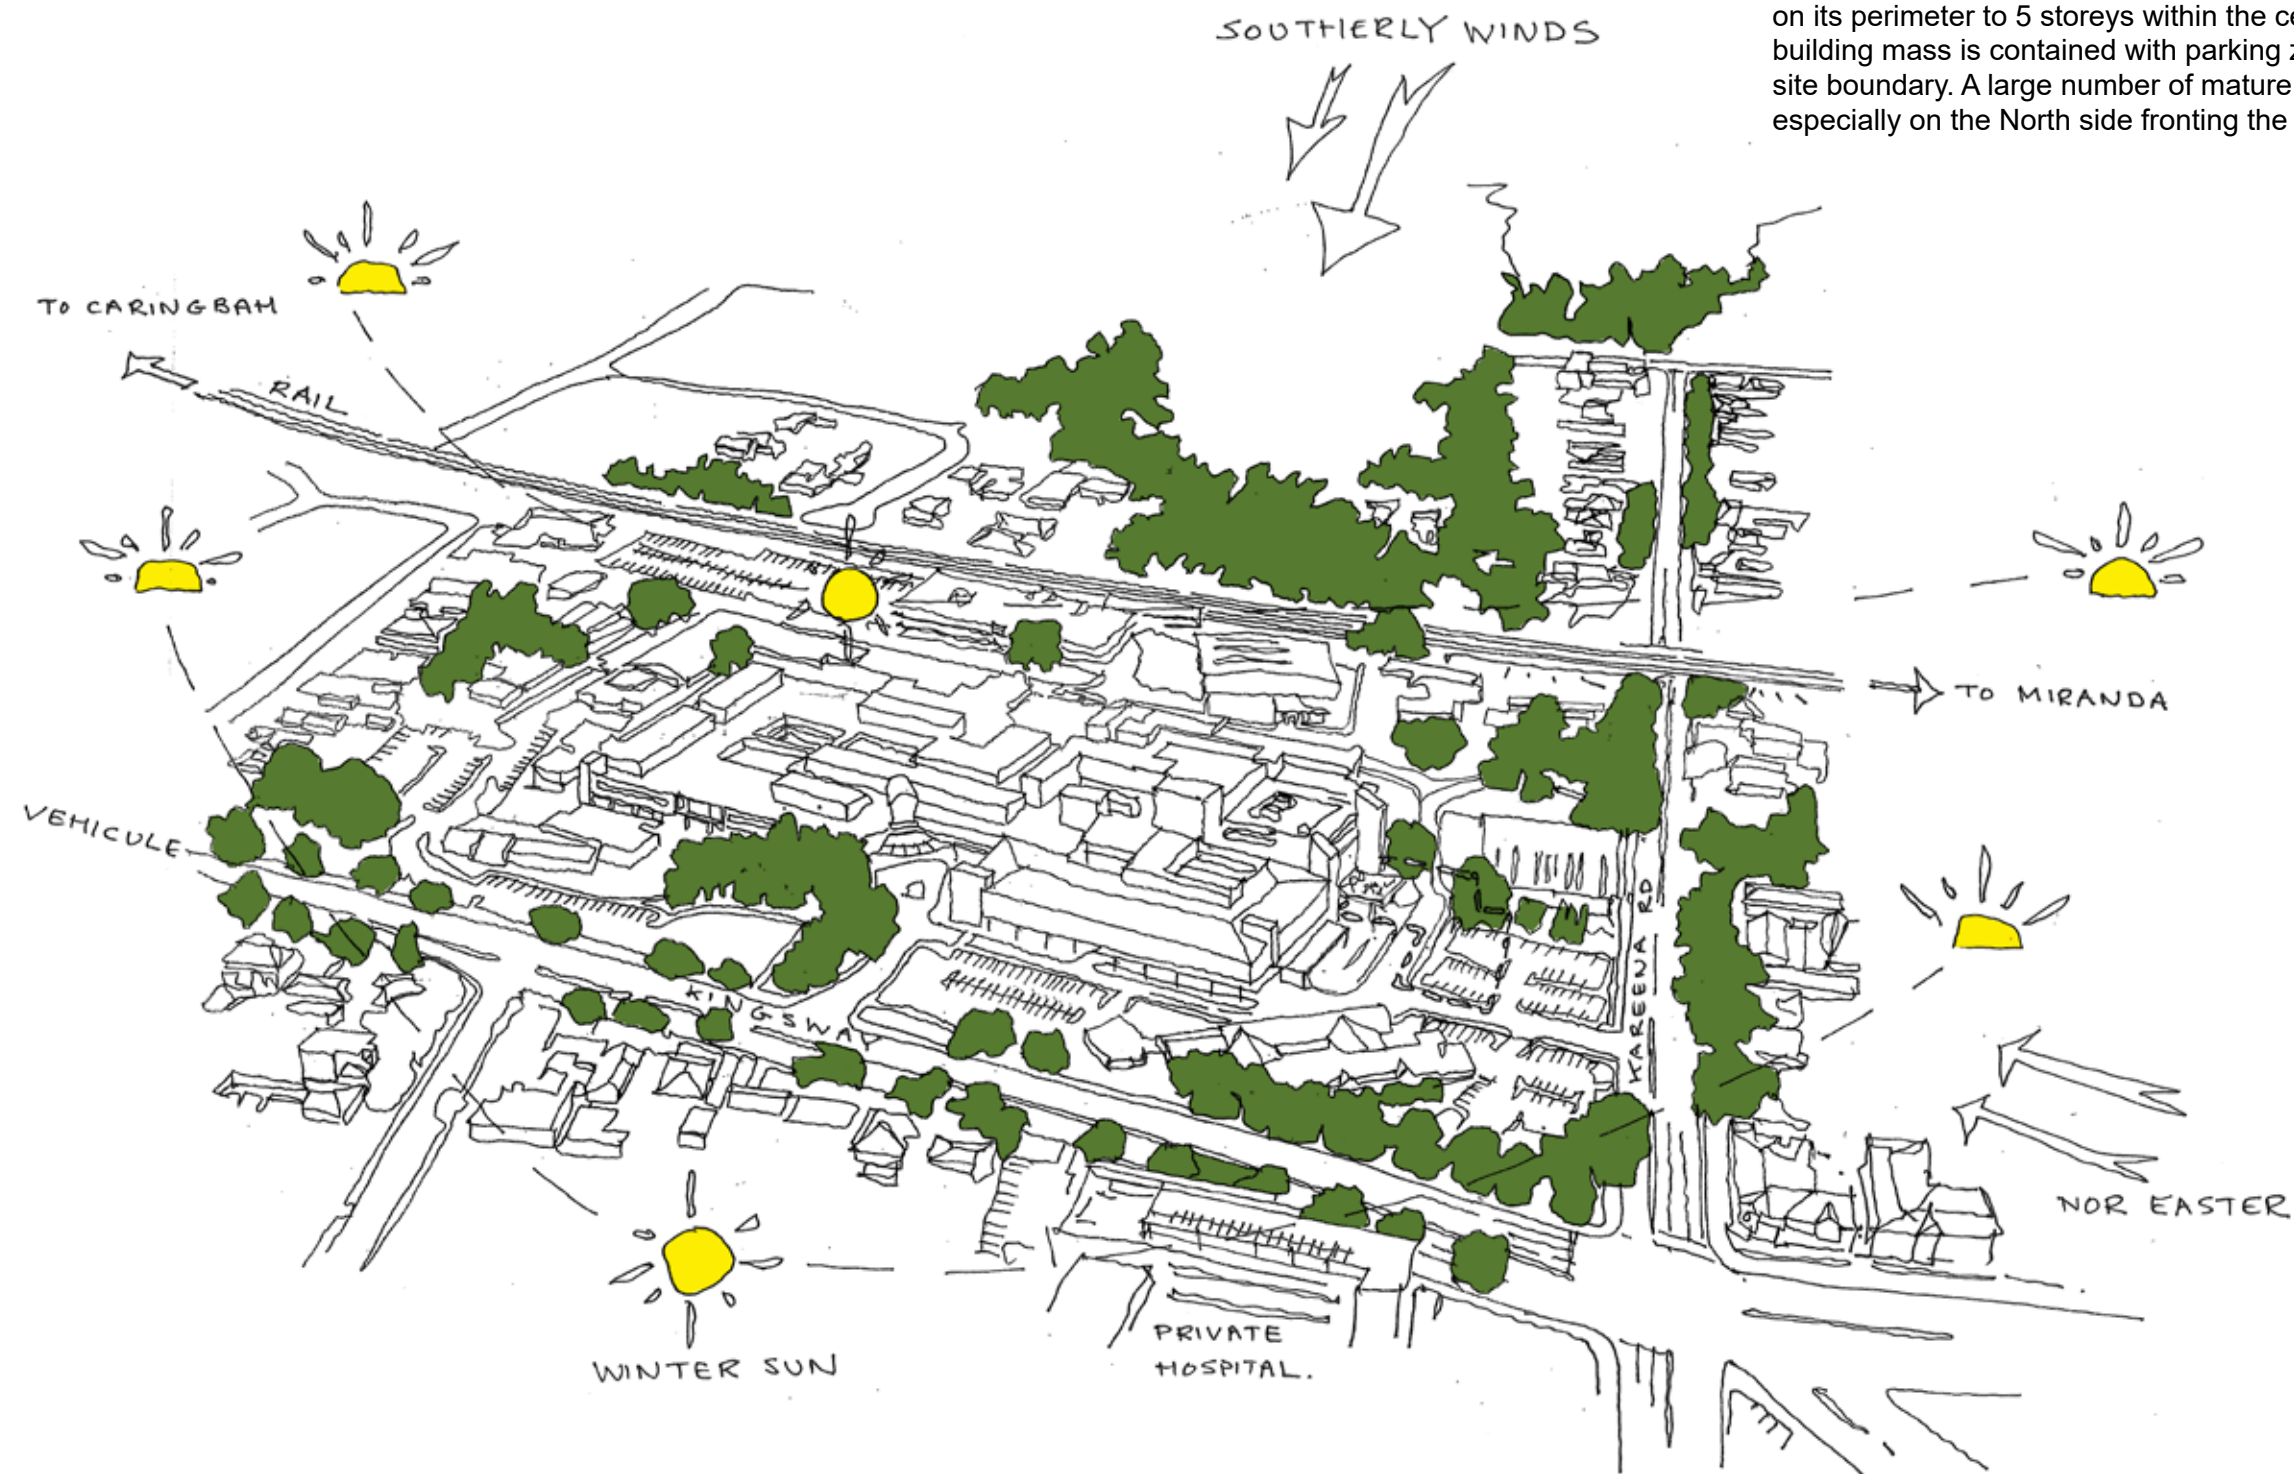 on its perimeter to 5 storeys within the
building mass is contained with parking
site boundary. A large number of mature
especially on the North side fronting the
SOUTHERLY WINDS
TO CARINGBAH
RAIL
TO MIRANDA
VEHICULE
KAREENA RD
KINGSWA
NOR EASTER
PRIVATE
HOSPITAL.
WINTER SUN